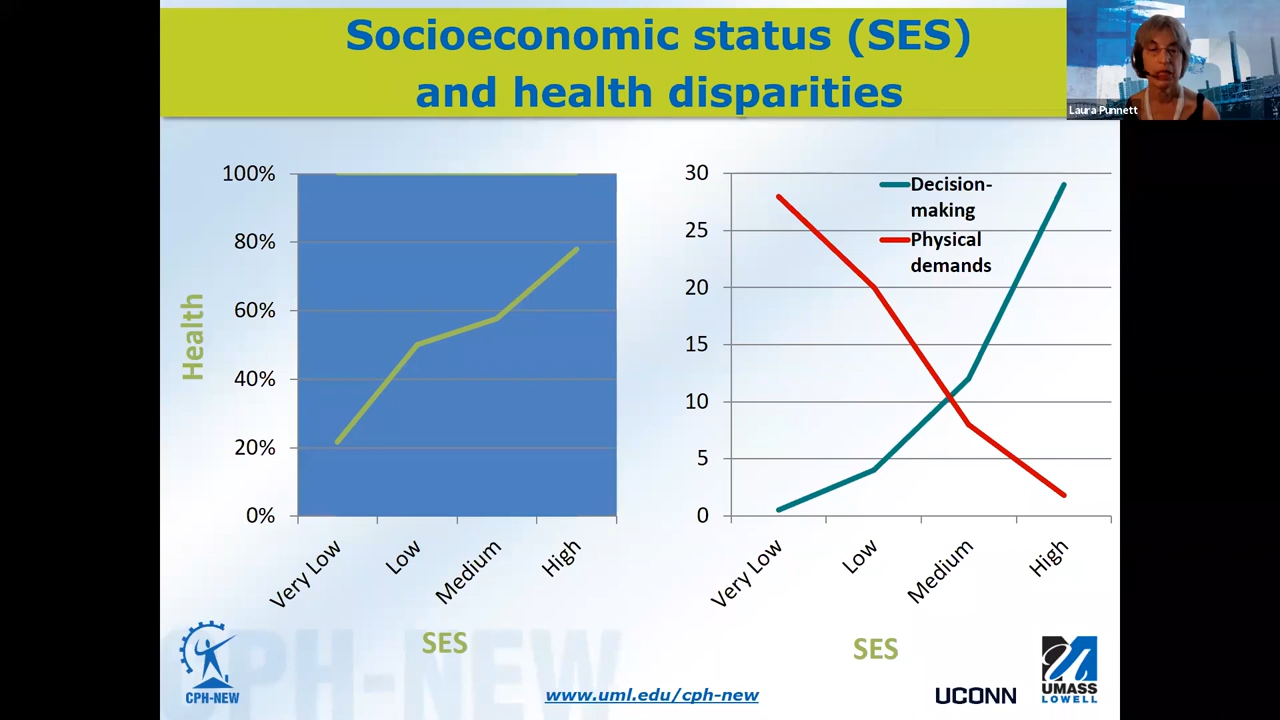 Socioeconomic status (SES)
and health disparities
Laura Punnett
100%
80%
60%
40%
20%
0%
Health
Very Low
Low
Medium
High
SES
30
25
20
15
10
5
0
Decision-
making
Physical
demands
Very Low
Low
Medium
High
SES
CPH-NEW
CPH-NEW
www.uml.edu/cph-new
UCONN
UMASS
LOWELL